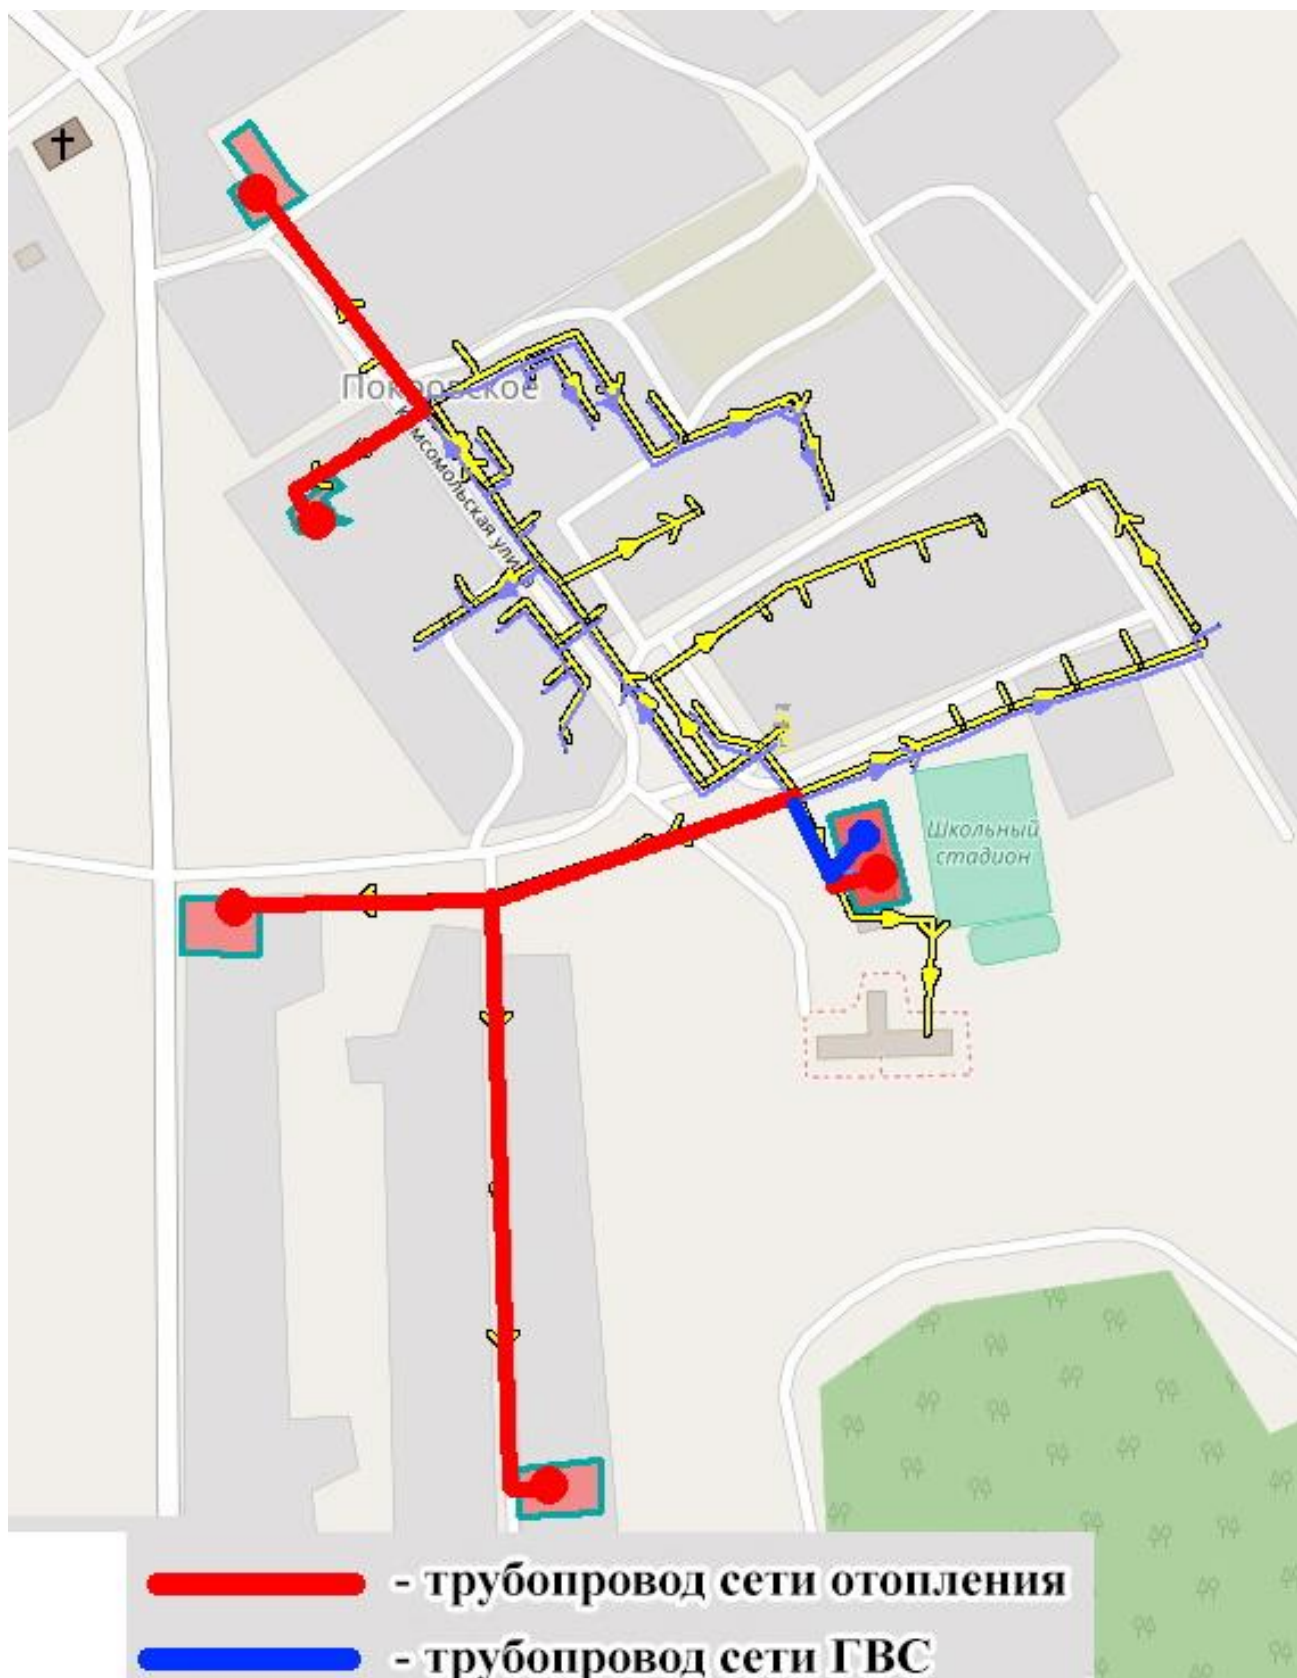 Покровское
Комсомольская улица
Школьный
стадион
- трубопровод сети отопления
- трубопровод сети ГВС